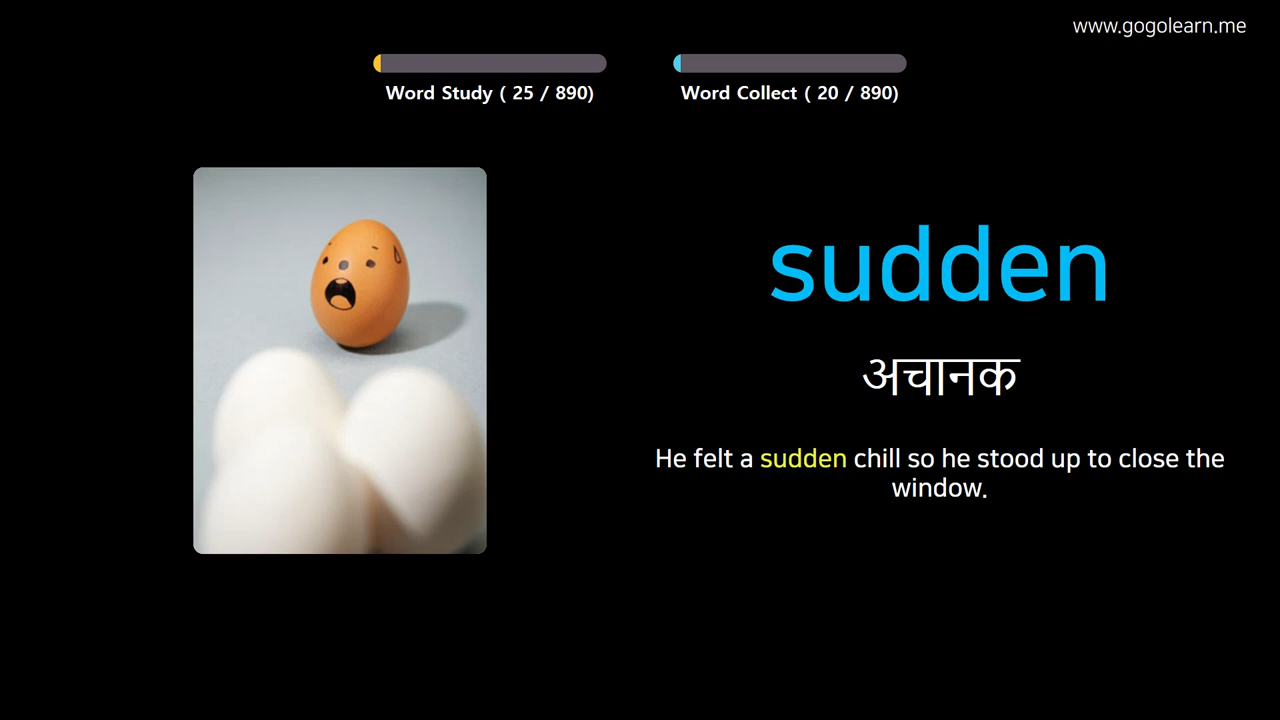 www.gogolearn.me
Word Study ( 25 / 890)
Word Collect ( 20 / 890)
sudden
अचानक
He felt a sudden chill so he stood up to close the
window.